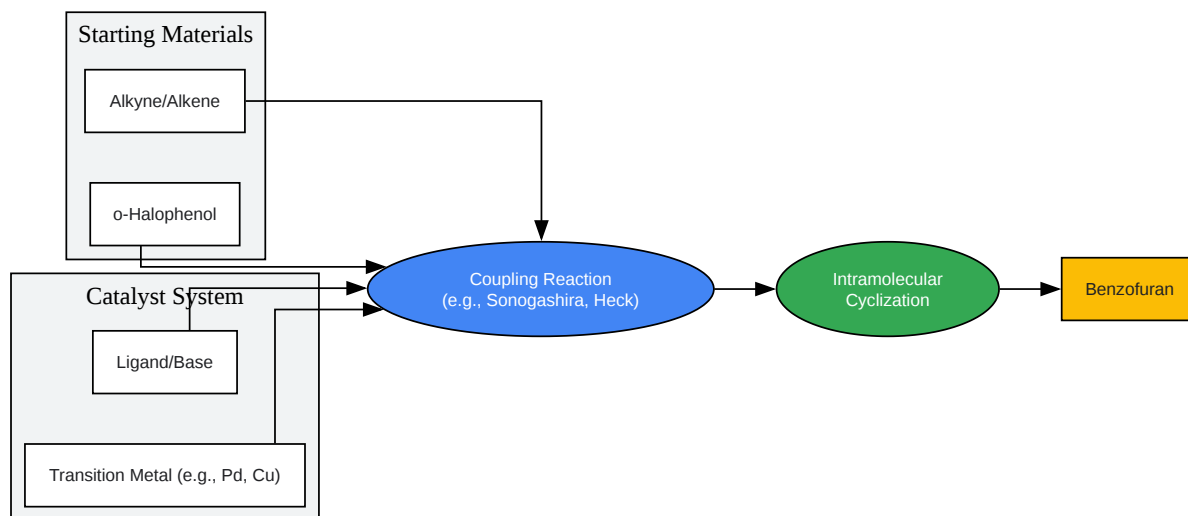 Starting Materials
Alkyne/Alkene
o-Halophenol
Catalyst System
Ligand/Base
Transition Metal (e.g., Pd, Cu)
Coupling Reaction
(e.g., Sonogashira, Heck)
Intramolecular
Cyclization
Benzofuran